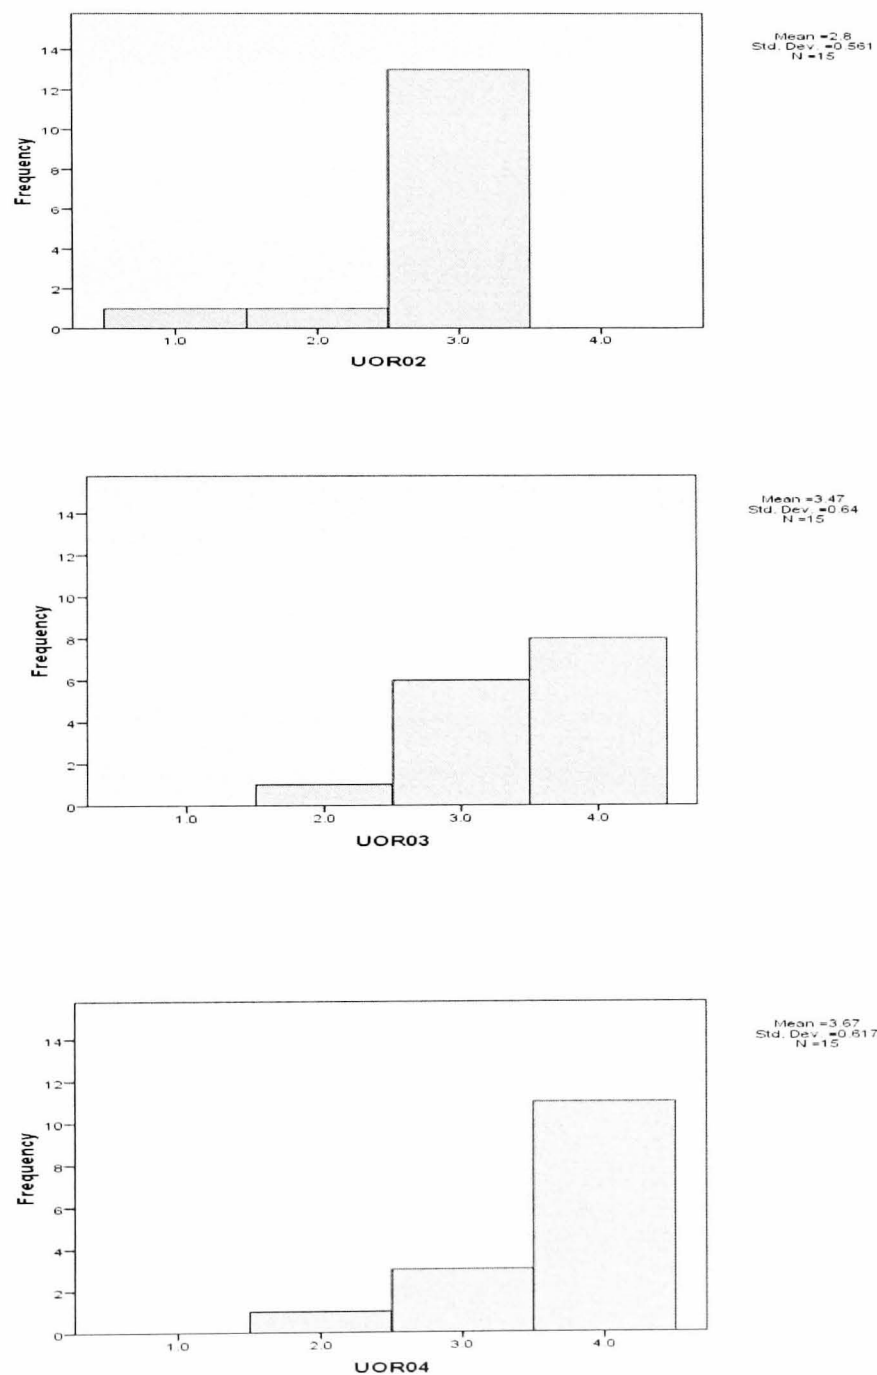 Mean =2.8
Std. Dev. =0.561
N =15
Frequency
14
12
10
8
6
4
2
0
1.0 2.0 3.0 4.0
UOR02
Mean =3.47
Std. Dev. =0.64
N =15
Frequency
14
12
10
8
6
4
2
0
1.0 2.0 3.0 4.0
UOR03
Mean =3.67
Std. Dev. =0.617
N =15
Frequency
14
12
10
8
6
4
2
0
1.0 2.0 3.0 4.0
UOR04